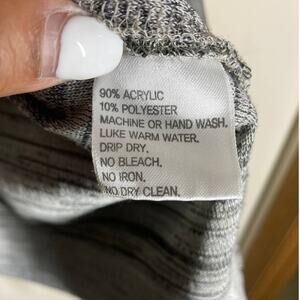 90% ACRYLIC
10% POLYESTER
MACHINE OR HAND WASH.
LUKE WARM WATER.
DRIP DRY.
NO BLEACH.
NO IRON.
NO DRY CLEAN.